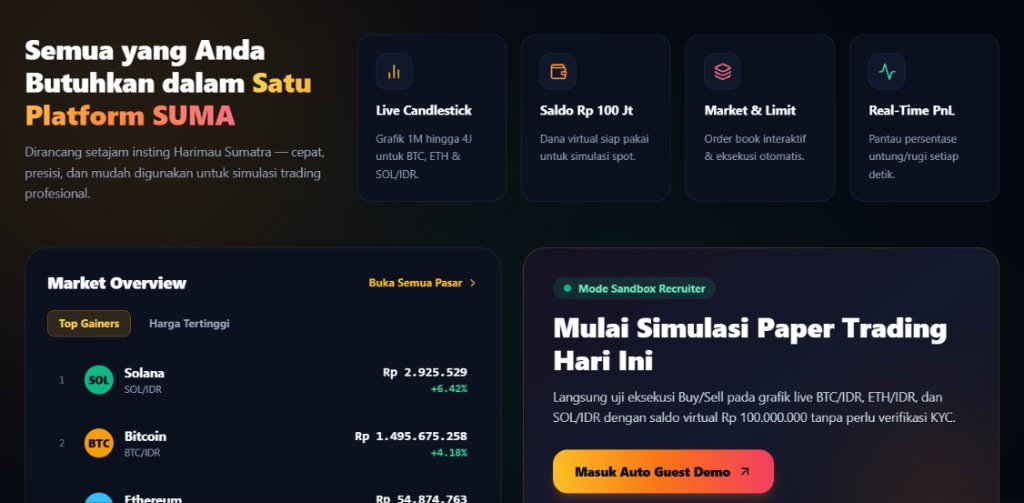 Semua yang Anda
Butuhkan dalam Satu
Platform SUMA
Dirancang setajam insting Harimau Sumatra — cepat,
presisi, dan mudah digunakan untuk simulasi trading
profesional.
Live Candlestick
Grafik 1M hingga 4J
untuk BTC, ETH &
SOL/IDR.
Saldo Rp 100 Jt
Dana virtual siap pakai
untuk simulasi spot.
Market & Limit
Order book interaktif
& eksekusi otomatis.
Real-Time PnL
Pantau persentase
untung/rugi setiap
detik.
Market Overview
Buka Semua Pasar
Top Gainers
Harga Tertinggi
1
SOL
Solana
SOL/IDR
Rp 2.925.529
+6.42%
2
BTC
Bitcoin
BTC/IDR
Rp 1.495.675.258
+4.18%
Ethereum
Rp 54.874.763
Mode Sandbox Recruiter
Mulai Simulasi Paper Trading
Hari Ini
Langsung uji eksekusi Buy/Sell pada grafik live BTC/IDR, ETH/IDR, dan
SOL/IDR dengan saldo virtual Rp 100.000.000 tanpa perlu verifikasi KYC.
Masuk Auto Guest Demo